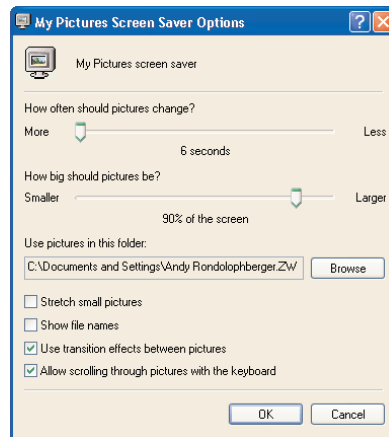 My Pictures Screen Saver Options
My Pictures screen saver
How often should pictures change?
More Less
6 seconds
How big should pictures be?
Smaller Larger
90% of the screen
Use pictures in this folder:
C:\Documents and Settings\Andy Rondolophberger.ZW Browse
Stretch small pictures
Show file names
Use transition effects between pictures
Allow scrolling through pictures with the keyboard
OK Cancel